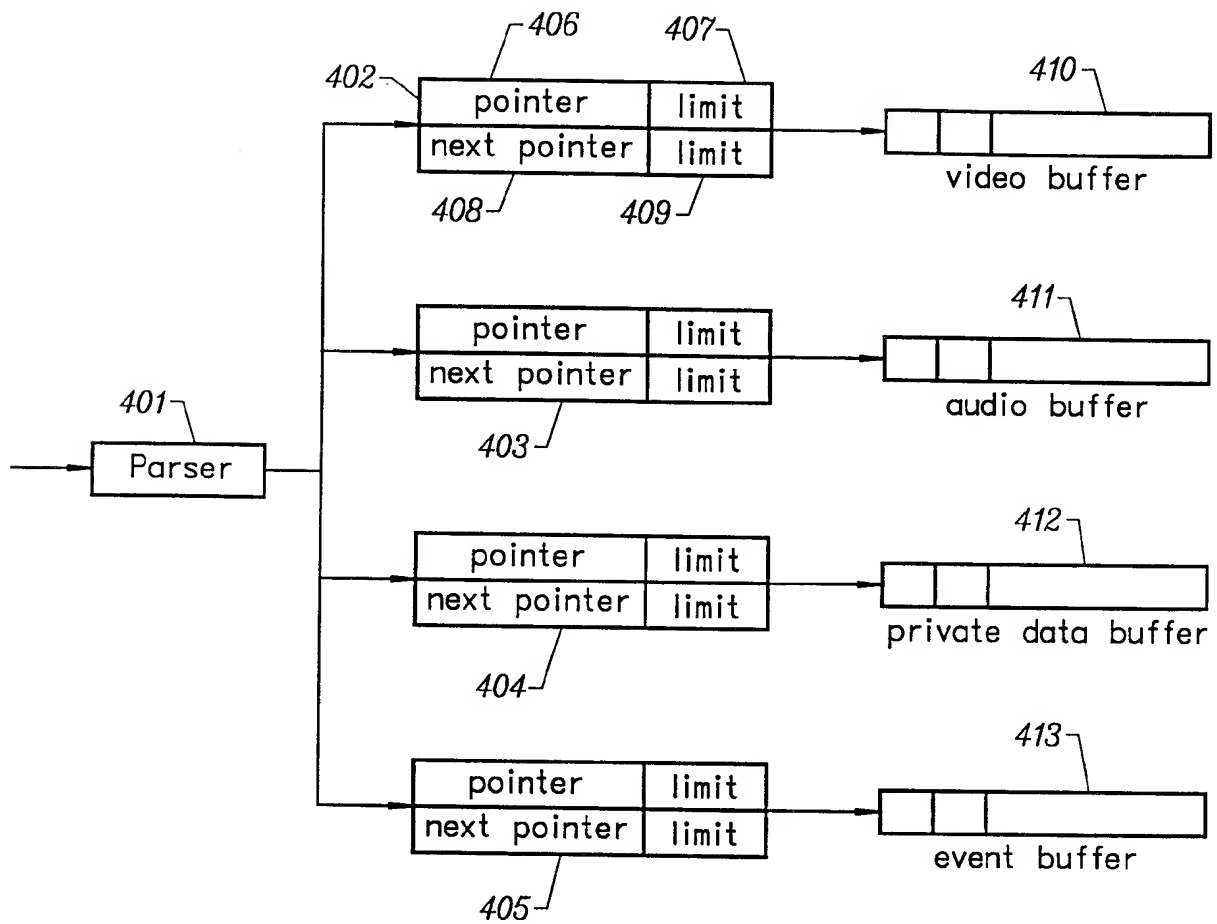 406
407
402
410
pointer limit
next pointer limit
video buffer
408
409
411
pointer limit
next pointer limit
audio buffer
401
403
Parser
412
pointer limit
next pointer limit
private data buffer
404
413
pointer limit
next pointer limit
event buffer
405